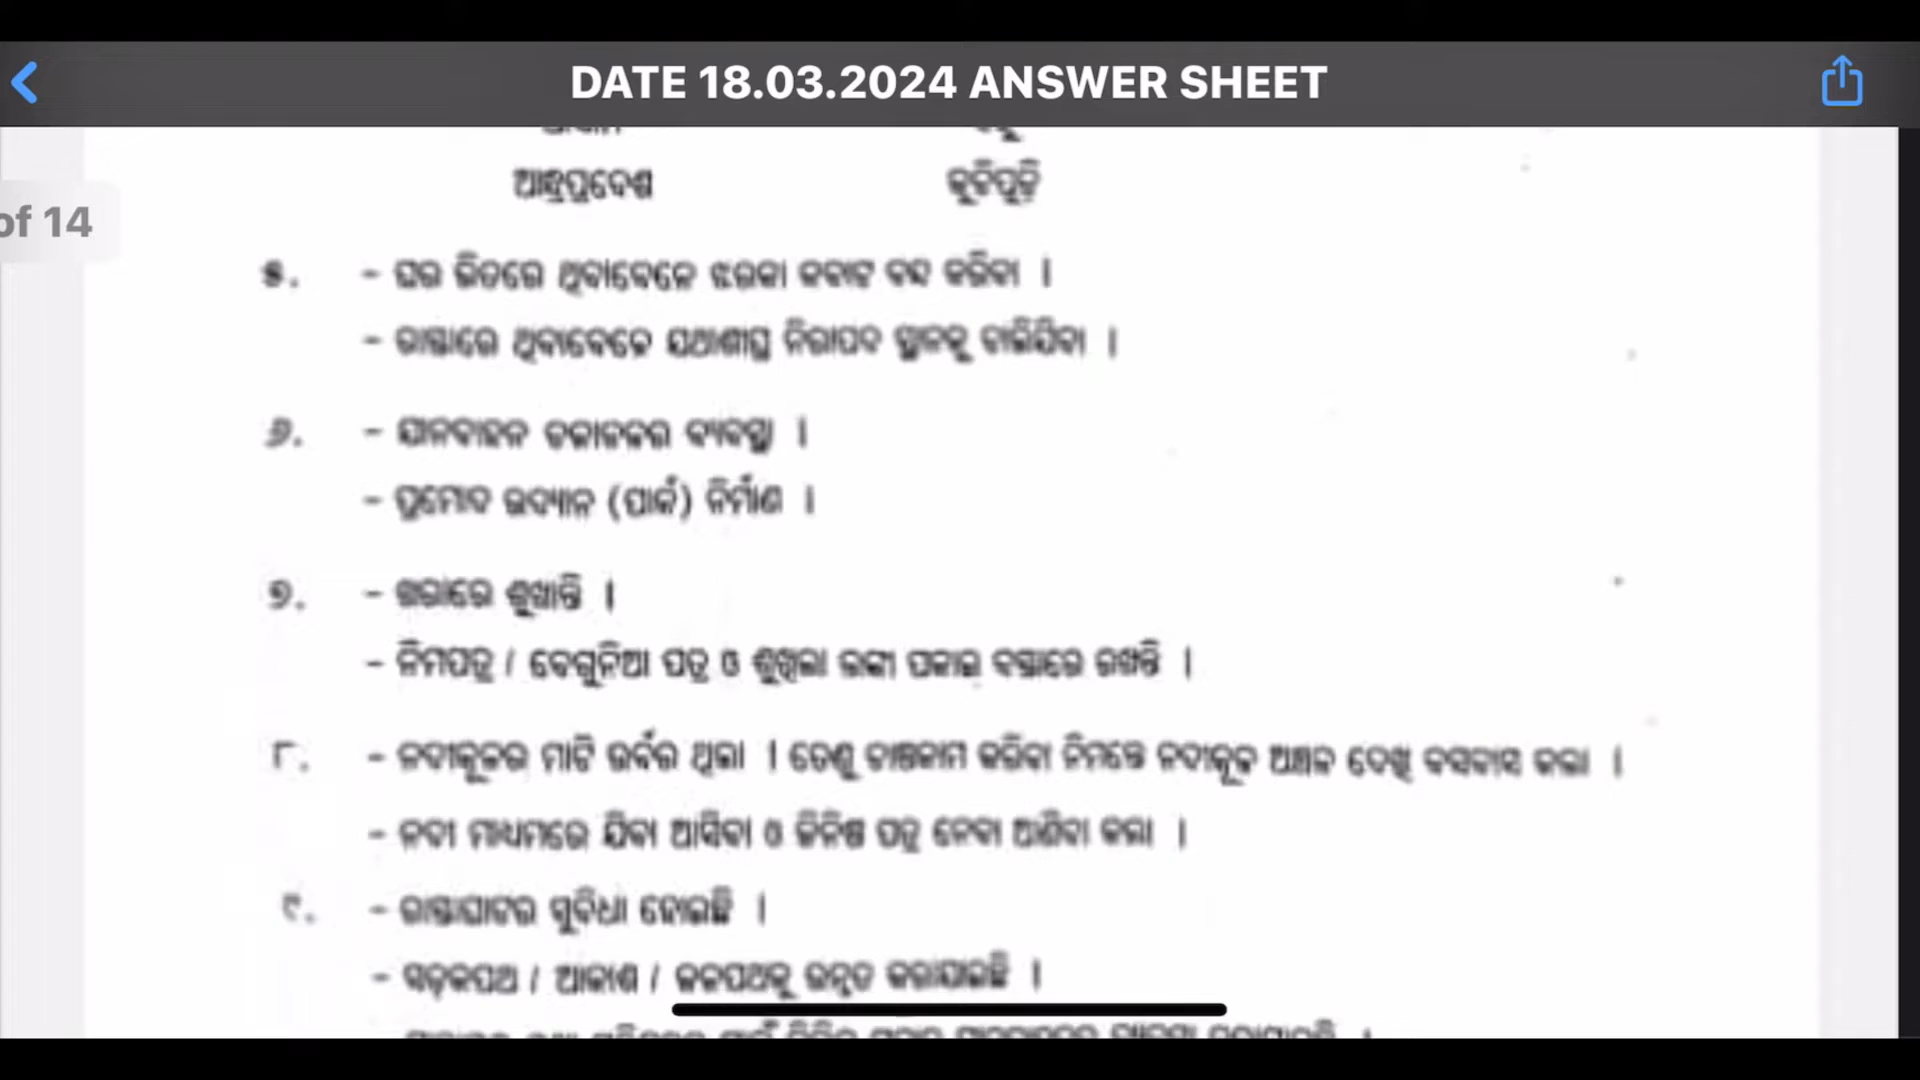 DATE 18.03.2024 ANSWER SHEET
of 14
ଆନ୍ଧ୍ରପ୍ରଦେଶ କୁଚିପୁଡ଼ି
୫. – ଘର ଭିତରେ ଥିବାବେଳେ ଝରକା କବାଟ ବନ୍ଦ କରିବା ।
– ରାସ୍ତାରେ ଥିବାବେଳେ ଯଥାଶୀଘ୍ର ନିରାପଦ ସ୍ଥାନକୁ ଚାଲିଯିବା ।
୬. – ଯାନବାହନ ଚଳାଚଳର ବ୍ୟବସ୍ଥା ।
– ପ୍ରମୋଦ ଉଦ୍ୟାନ (ପାର୍କ) ନିର୍ମାଣ ।
୭. – ଖରାରେ ଶୁଖାନ୍ତି ।
– ନିମପତ୍ର / ବେଗୁନିଆ ପତ୍ର ଓ ଶୁଖିଲା ଲଙ୍କା ପକାଇ ବସ୍ତାରେ ରଖନ୍ତି ।
୮. – ନଦୀକୂଳର ମାଟି ଉର୍ବର ଥିଲା । ତେଣୁ ଚାଷକାମ କରିବା ନିମନ୍ତେ ନଦୀକୂଳ ଅଞ୍ଚଳ ଦେଖି ବସବାସ କଲା ।
– ନଦୀ ମାଧ୍ୟମରେ ଯିବା ଆସିବା ଓ ଜିନିଷ ପତ୍ର ନେବା ଆଣିବା କଲା ।
୯. – ରାସ୍ତାଘାଟର ସୁବିଧା ହୋଇଛି ।
– ସଡ଼କପଥ / ଆକାଶ / ଜଳପଥକୁ ଉନ୍ନତ କରାଯାଇଛି ।